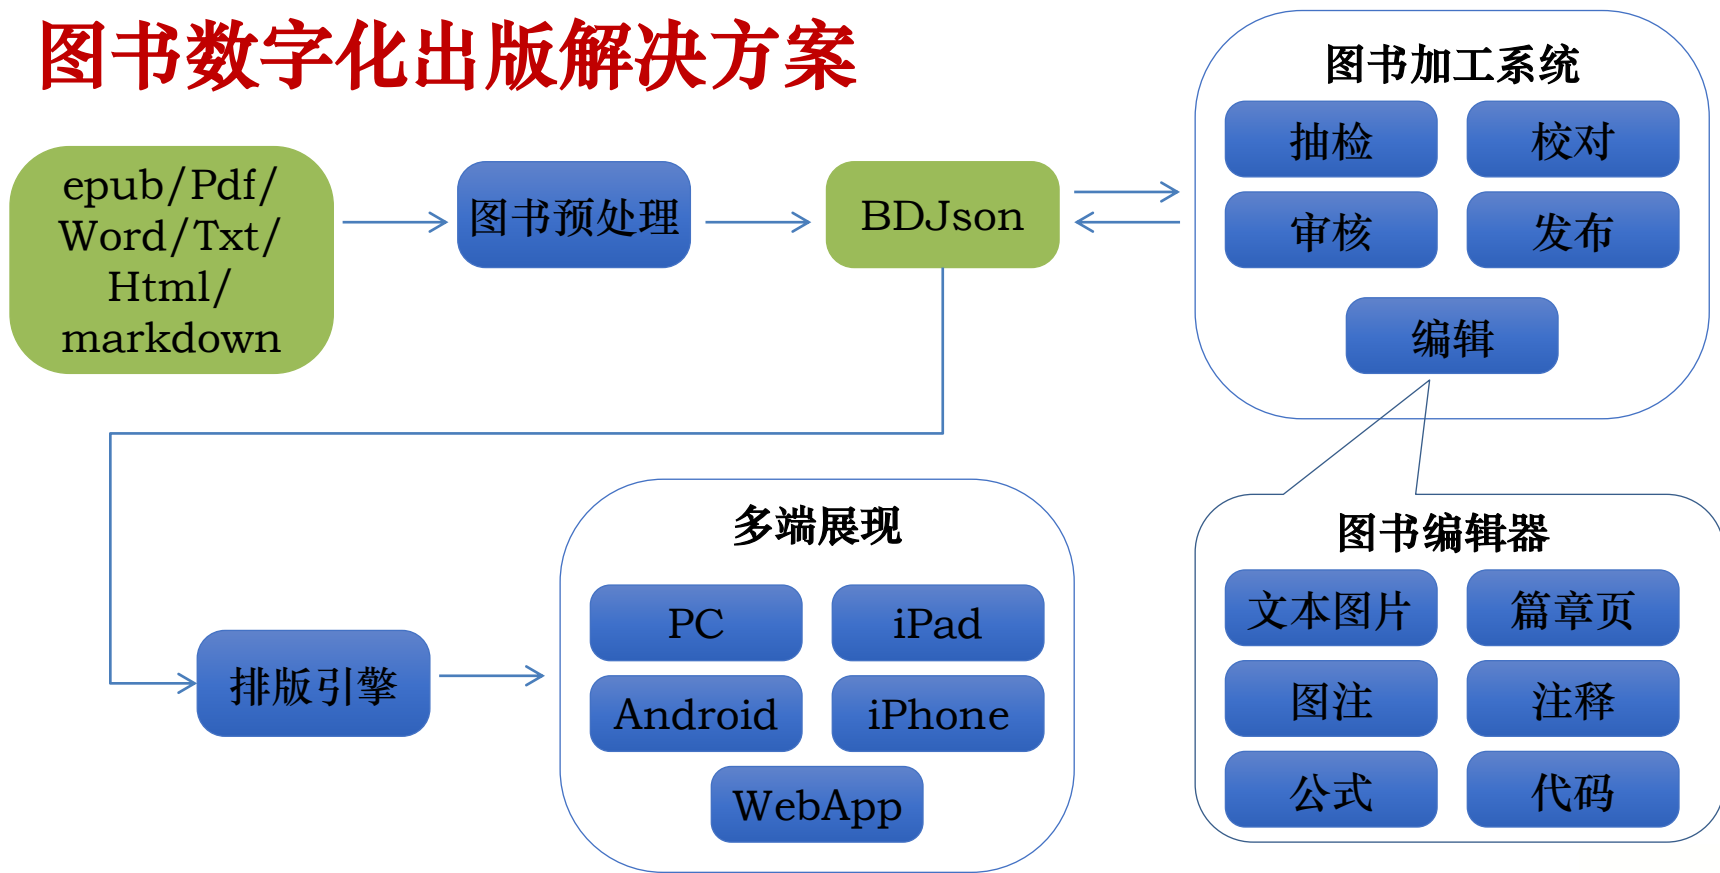 图书数字化出版解决方案
epub/Pdf/
Word/Txt/
Html/
markdown
图书预处理
BDJson
图书加工系统
抽检
校对
审核
发布
编辑
图书编辑器
文本图片
篇章页
图注
注释
公式
代码
排版引擎
多端展现
PC
iPad
Android
iPhone
WebApp